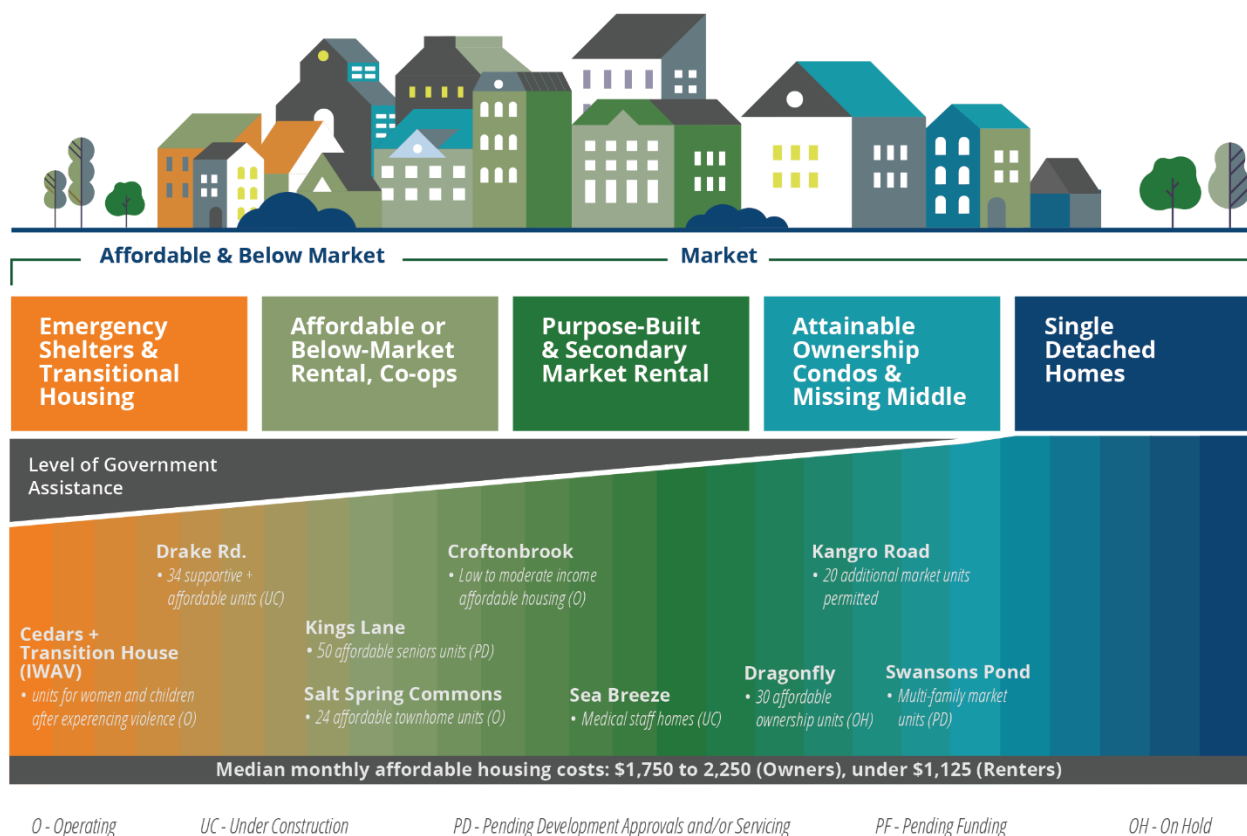 Affordable & Below Market
Market
Emergency
Shelters &
Transitional
Housing
Affordable or
Below-Market
Rental, Co-ops
Purpose-Built
& Secondary
Market Rental
Attainable
Ownership
Condos &
Missing Middle
Single
Detached
Homes
Level of Government
Assistance
Drake Rd.
• 34 supportive +
affordable units (UC)
Croftonbrook
• Low to moderate income
affordable housing (O)
Kangro Road
• 20 additional market units
permitted
Cedars +
Transition House
(IWAV)
• units for women and children
after experencing violence (O)
Kings Lane
• 50 affordable seniors units (PD)
Salt Spring Commons
• 24 affordable townhome units (O)
Sea Breeze
• Medical staff homes (UC)
Dragonfly
• 30 affordable
ownership units (OH)
Swansons Pond
• Multi-family market
units (PD)
Median monthly affordable housing costs: $1,750 to 2,250 (Owners), under $1,125 (Renters)
O - Operating
UC - Under Construction
PD - Pending Development Approvals and/or Servicing
PF - Pending Funding
OH - On Hold